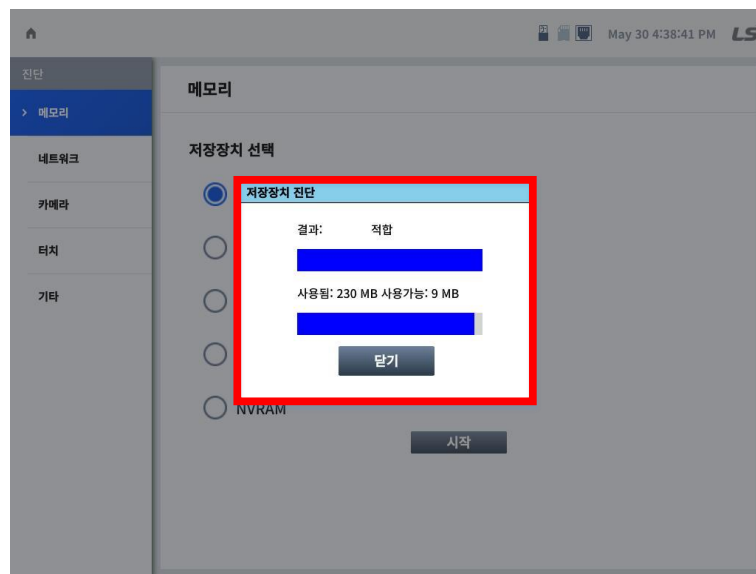 May 30 4:38:41 PM LS
진단
메모리
메모리
네트워크
카메라
터치
기타
저장장치 선택
저장장치 진단
결과: 적합
사용됨: 230 MB 사용가능: 9 MB
닫기
NVRAM
시작